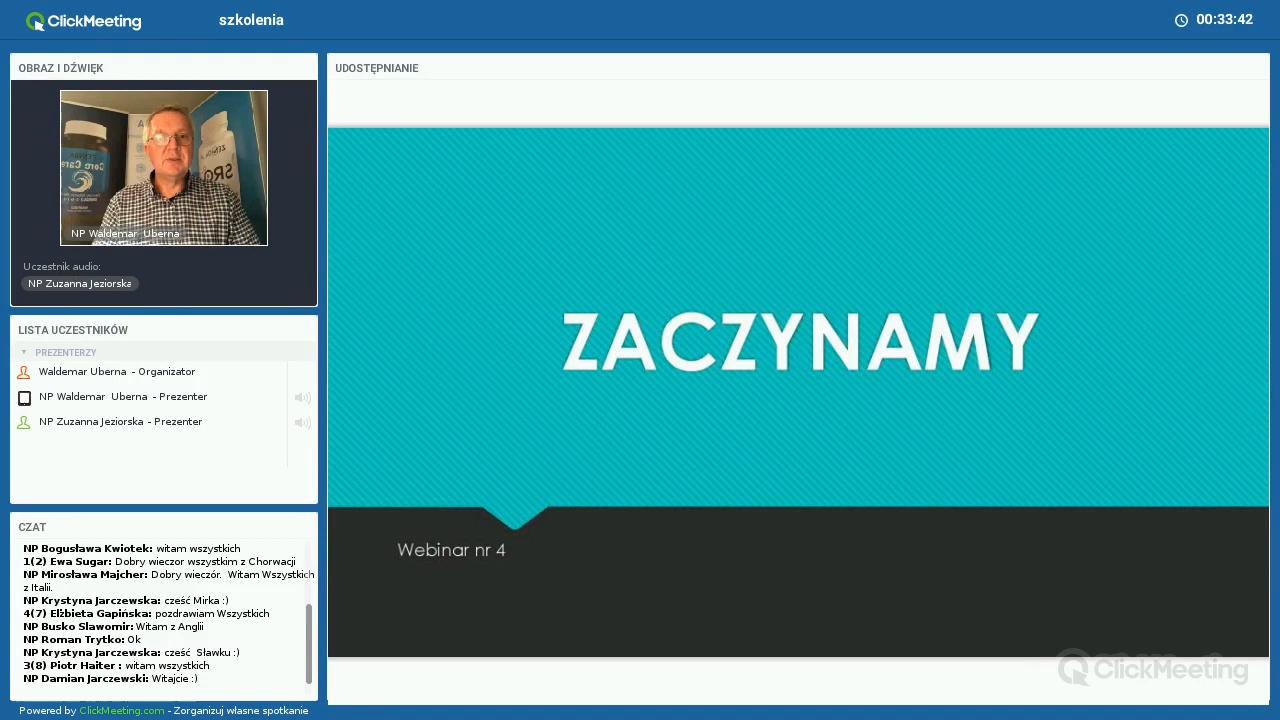 ClickMeeting
szkolenia
00:33:42
OBRAZ I DŹWIĘK
NP Waldemar Uberna
Uczestnik audio:
NP Zuzanna Jeziorska
LISTA UCZESTNIKÓW
PREZENTERZY
Waldemar Uberna - Organizator
NP Waldemar Uberna - Prezenter
NP Zuzanna Jeziorska - Prezenter
CZAT
NP Bogusława Kwiotek: witam wszystkich
1(2) Ewa Sugar: Dobry wieczor wszystkim z Chorwacji
NP Mirosława Majcher: Dobry wieczór. Witam Wszystkich
z Italii.
NP Krystyna Jarczewska: cześć Mirka :)
4(7) Elżbieta Gapińska: pozdrawiam Wszystkich
NP Busko Slawomir: Witam z Anglii
NP Roman Trytko: Ok
NP Krystyna Jarczewska: cześć Sławku :)
3(8) Piotr Haiter : witam wszystkich
NP Damian Jarczewski: Witajcie :)
Powered by ClickMeeting.com - Zorganizuj własne spotkanie
UDOSTĘPNIANIE
ZACZYNAMY
Webinar nr 4
ClickMeeting